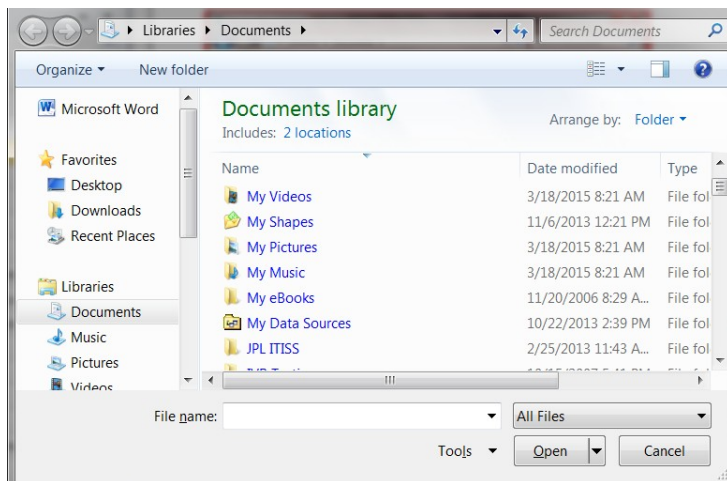 Libraries Documents Search Documents
Organize New folder
Microsoft Word
Favorites
Desktop
Downloads
Recent Places
Libraries
Documents
Music
Pictures
Videos
Documents library
Includes: 2 locations
Arrange by: Folder
Name Date modified Type
My Videos 3/18/2015 8:21 AM File fol
My Shapes 11/6/2013 12:21 PM File fol
My Pictures 3/18/2015 8:21 AM File fol
My Music 3/18/2015 8:21 AM File fol
My eBooks 11/20/2006 8:29 A... File fol
My Data Sources 10/22/2013 2:39 PM File fol
JPL ITISS 2/25/2013 11:43 A... File fol
File name: All Files
Tools Open Cancel